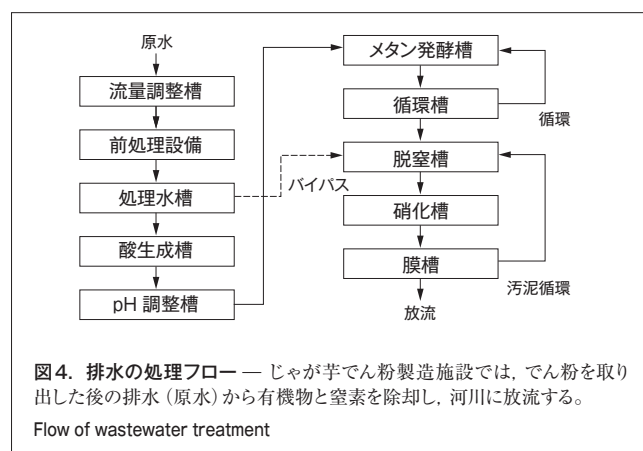 原水
流量調整槽
前処理設備
処理水槽
酸生成槽
pH 調整槽
バイパス
メタン発酵槽
循環槽
循環
脱窒槽
硝化槽
膜槽
汚泥循環
放流
図4. 排水の処理フロー — じゃが芋でん粉製造施設では，でん粉を取り
出した後の排水（原水）から有機物と窒素を除却し，河川に放流する。
Flow of wastewater treatment